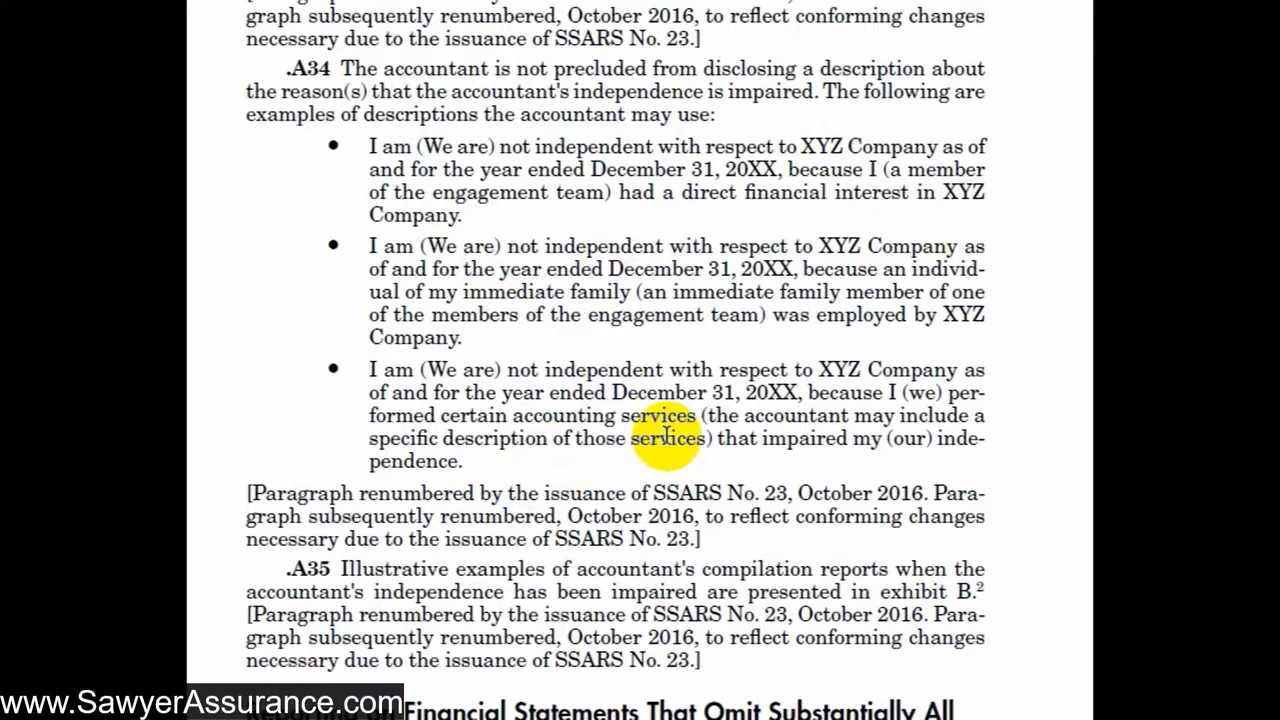 graph subsequently renumbered, October 2016, to reflect conforming changes
necessary due to the issuance of SSARS No. 23.]
.A34 The accountant is not precluded from disclosing a description about
the reason(s) that the accountant's independence is impaired. The following are
examples of descriptions the accountant may use:
• I am (We are) not independent with respect to XYZ Company as of
and for the year ended December 31, 20XX, because I (a member
of the engagement team) had a direct financial interest in XYZ
Company.
• I am (We are) not independent with respect to XYZ Company as
of and for the year ended December 31, 20XX, because an individ-
ual of my immediate family (an immediate family member of one
of the members of the engagement team) was employed by XYZ
Company.
• I am (We are) not independent with respect to XYZ Company as
of and for the year ended December 31, 20XX, because I (we) per-
formed certain accounting services (the accountant may include a
specific description of those services) that impaired my (our) inde-
pendence.
[Paragraph renumbered by the issuance of SSARS No. 23, October 2016. Para-
graph subsequently renumbered, October 2016, to reflect conforming changes
necessary due to the issuance of SSARS No. 23.]
.A35 Illustrative examples of accountant's compilation reports when the
accountant's independence has been impaired are presented in exhibit B.²
[Paragraph renumbered by the issuance of SSARS No. 23, October 2016. Para-
graph subsequently renumbered, October 2016, to reflect conforming changes
necessary due to the issuance of SSARS No. 23.]
www.SawyerAssurance.com
Financial Statements That Omit Substantially All